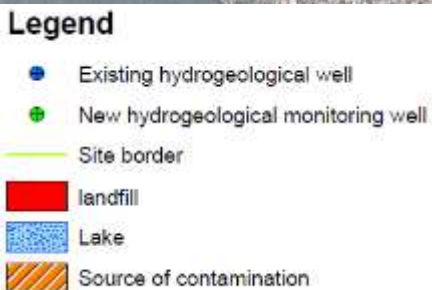 Legend
Existing hydrogeological well
New hydrogeological monitoring well
Site border
landfill
Lake
Source of contamination